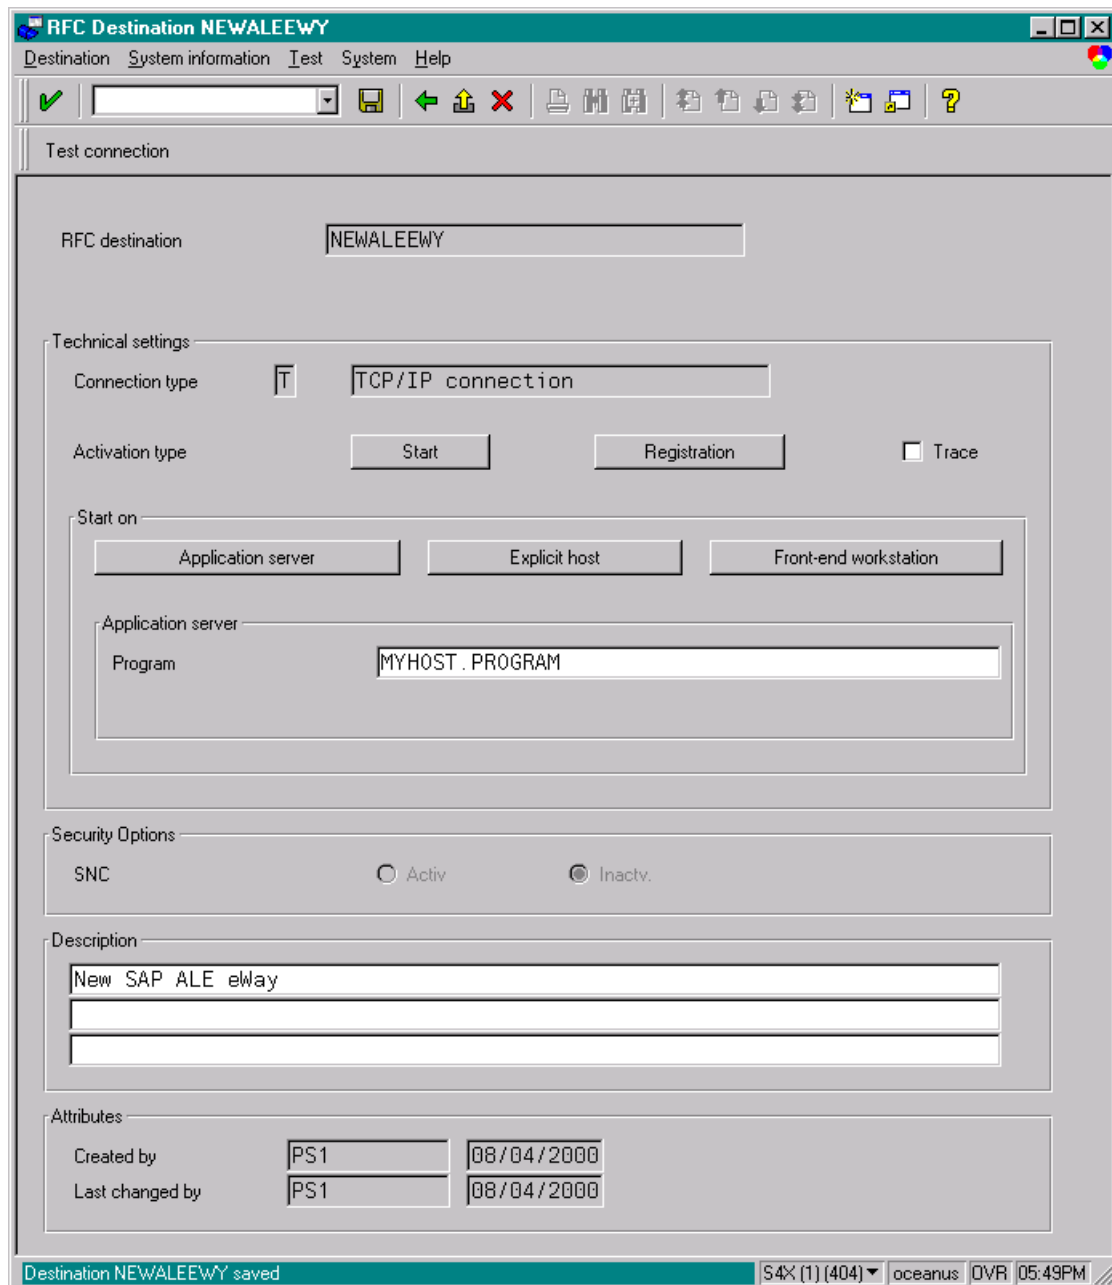 RFC Destination NEWALEEWY
Destination System information Test System Help
Test connection
RFC destination NEWALEEWY
Technical settings
Connection type T TCP/IP connection
Activation type Start Registration Trace
Start on
Application server Explicit host Front-end workstation
Application server
Program MYHOST.PROGRAM
Security Options
SNC Activ Inactv.
Description
New SAP ALE eWay
Attributes
Created by PS1 08/04/2000
Last changed by PS1 08/04/2000
Destination NEWALEEWY saved S4X (1) (404) oceanus OVR 05:49PM